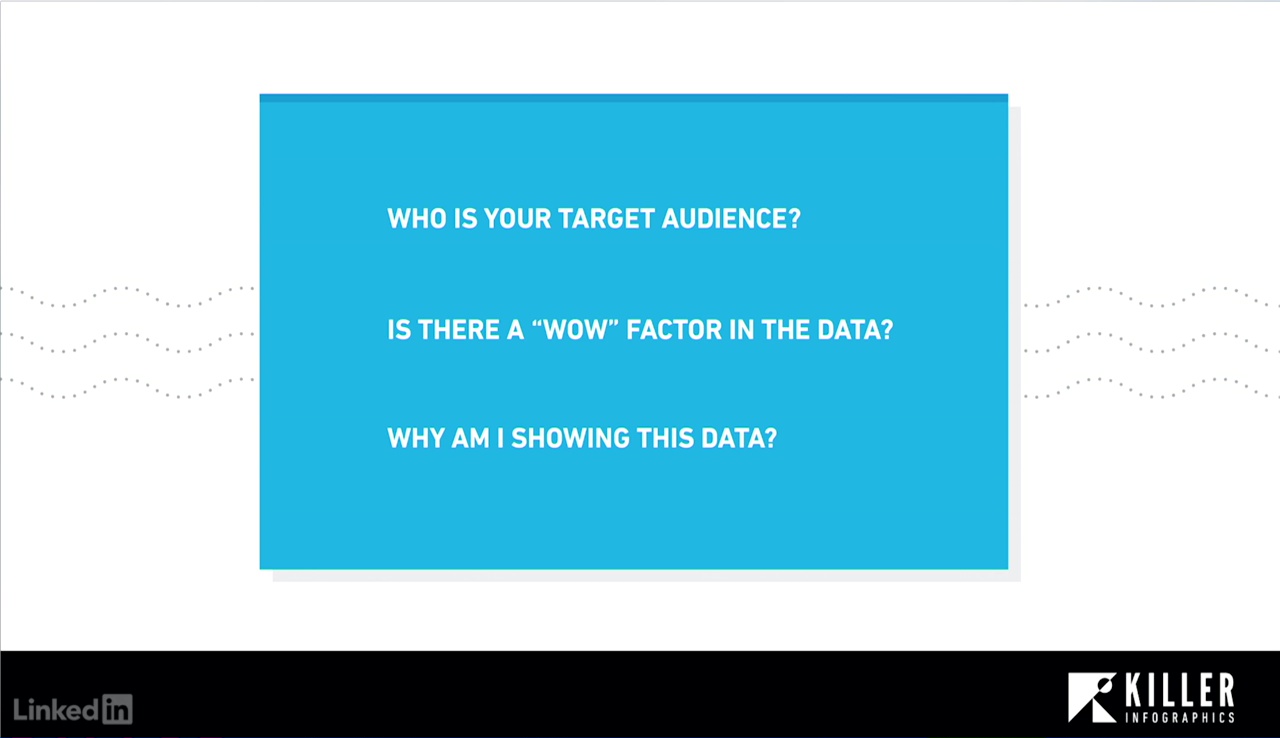 WHO IS YOUR TARGET AUDIENCE?
IS THERE A “WOW” FACTOR IN THE DATA?
WHY AM I SHOWING THIS DATA?
LinkedIn
KILLER
INFOGRAPHICS